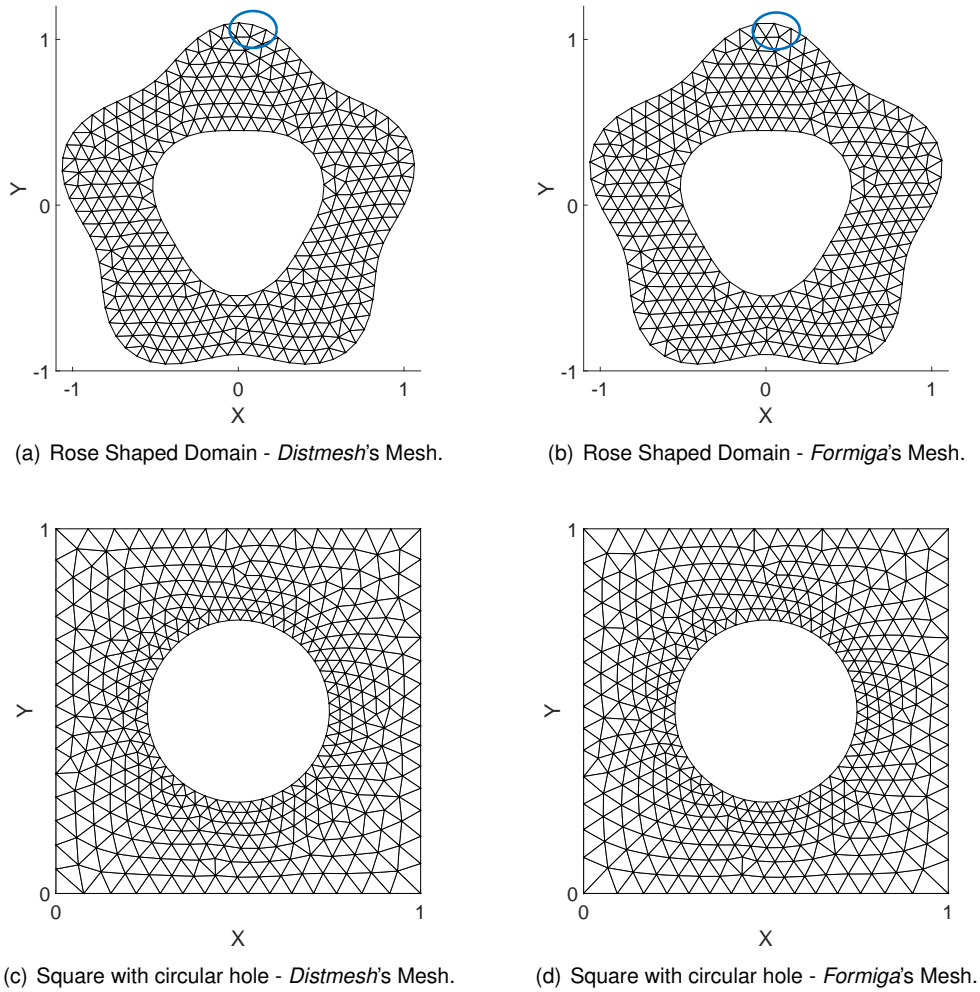 1
0
-1
-1
0
1
X
Y
(a) Rose Shaped Domain - Distmesh's Mesh.
1
0
-1
-1
0
1
X
Y
(b) Rose Shaped Domain - Formiga's Mesh.
1
0
0
1
X
Y
(c) Square with circular hole - Distmesh's Mesh.
1
0
0
1
X
Y
(d) Square with circular hole - Formiga's Mesh.